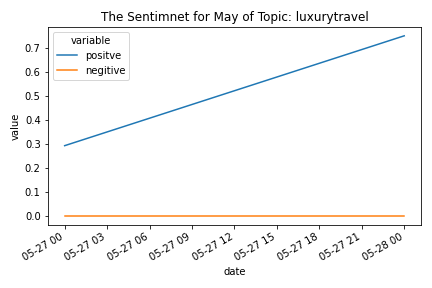 The Sentimnet for May of Topic: luxurytravel
variable
positve
negitive
value
0.7
0.6
0.5
0.4
0.3
0.2
0.1
0.0
05-27 00
05-27 03
05-27 06
05-27 09
05-27 12
05-27 15
05-27 18
05-27 21
05-28 00
date